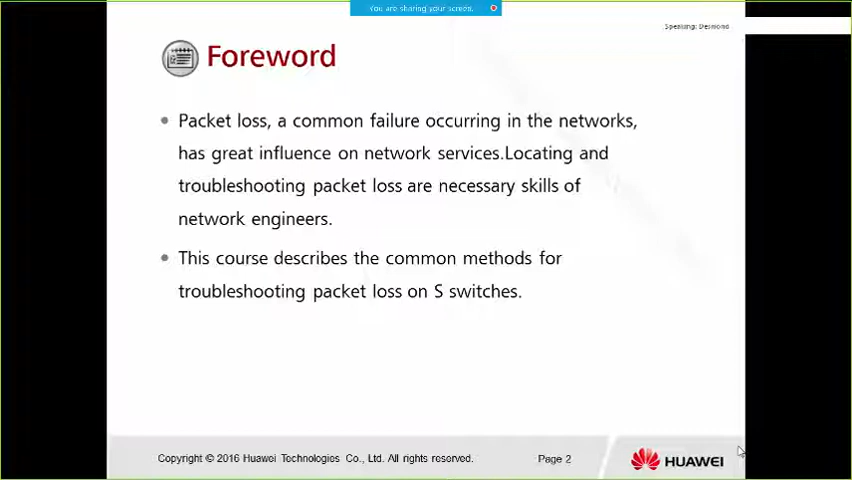 You are sharing your screen.
Speaking: Desmond
Foreword
Packet loss, a common failure occurring in the networks,
has great influence on network services.Locating and
troubleshooting packet loss are necessary skills of
network engineers.
This course describes the common methods for
troubleshooting packet loss on S switches.
Copyright © 2016 Huawei Technologies Co., Ltd. All rights reserved.
Page 2
HUAWEI